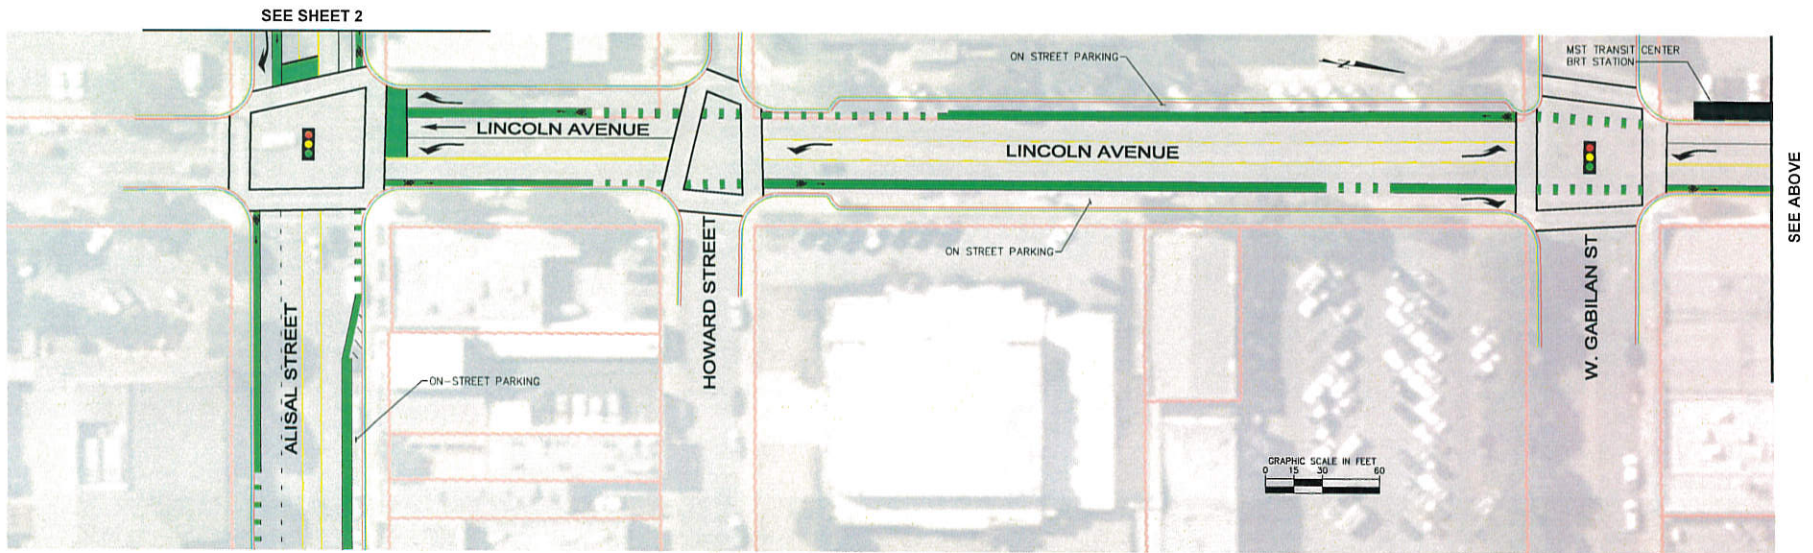 SEE SHEET 2
ON STREET PARKING
N
MST TRANSIT CENTER
BRT STATION
LINCOLN AVENUE
LINCOLN AVENUE
SEE ABOVE
ON STREET PARKING
ALISAL STREET
HOWARD STREET
W. GABILAN ST
ON-STREET PARKING
GRAPHIC SCALE IN FEET
0 15 30 60